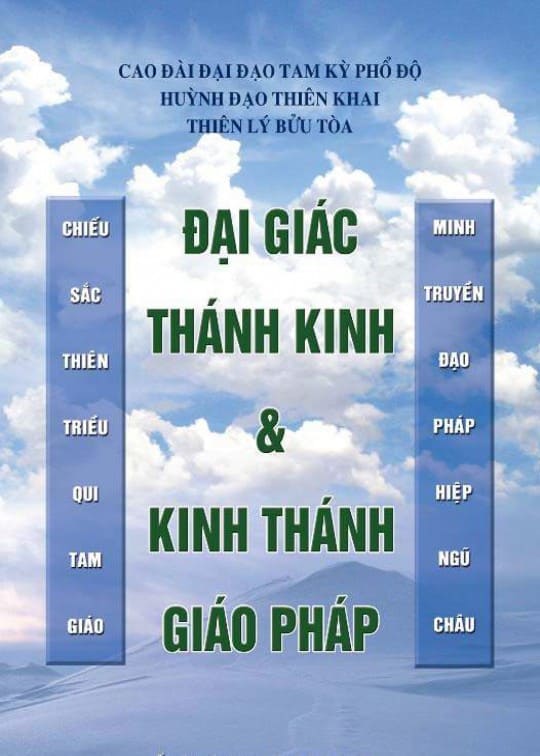 CAO ĐÀI ĐẠI ĐẠO TAM KỲ PHỔ ĐỘ
HUỲNH ĐẠO THIÊN KHAI
THIÊN LÝ BỬU TÒA
ĐẠI GIÁC
THÁNH KINH
&
KINH THÁNH
GIÁO PHÁP
CHIẾU
SẮC
THIÊN
TRIỀU
QUI
TAM
GIÁO
MINH
TRUYỀN
ĐẠO
PHÁP
HIỆP
NGŨ
CHÂU